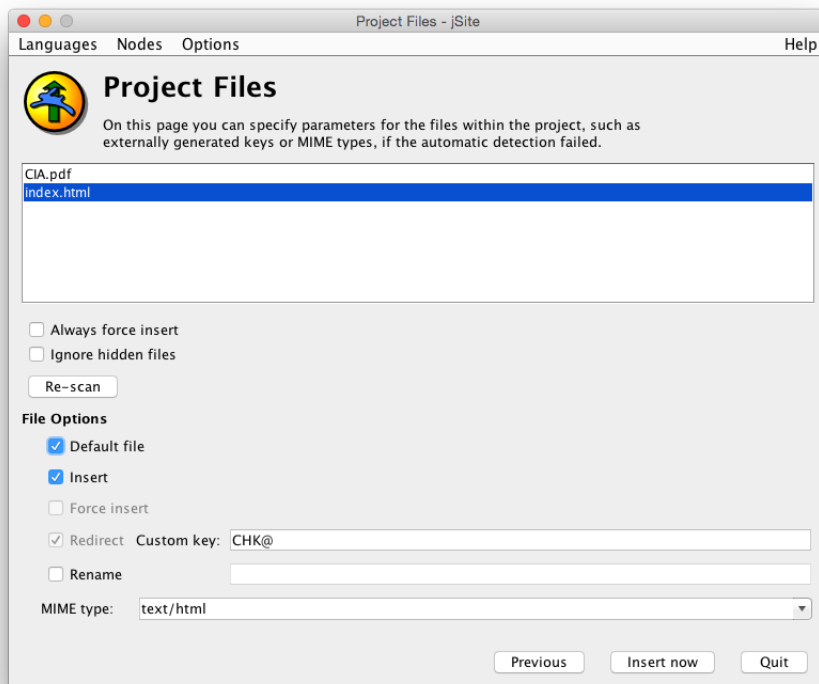 Project Files - jSite
Languages Nodes Options Help
Project Files
On this page you can specify parameters for the files within the project, such as
externally generated keys or MIME types, if the automatic detection failed.
CIA.pdf
index.html
Always force insert
Ignore hidden files
Re-scan
File Options
Default file
Insert
Force insert
Redirect Custom key: CHK@
Rename
MIME type: text/html
Previous Insert now Quit